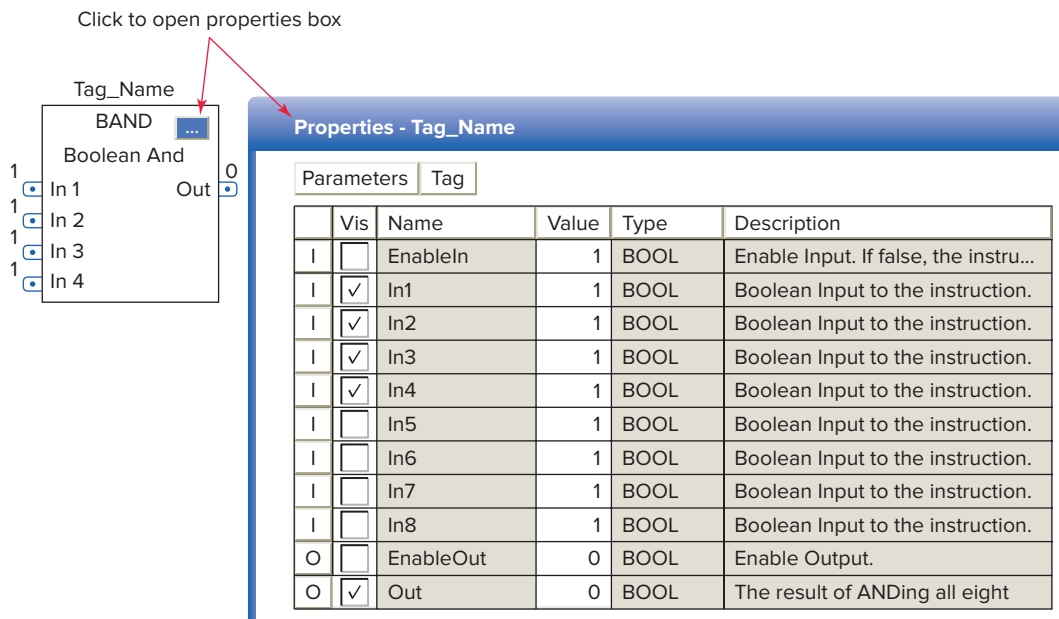 Click to open properties box
Tag_Name
BAND
...
Boolean And
1 In 1 Out 0
1 In 2
1 In 3
1 In 4
Properties - Tag_Name
Parameters Tag
Vis Name Value Type Description
I EnableIn 1 BOOL Enable Input. If false, the instru...
I ✓ In1 1 BOOL Boolean Input to the instruction.
I ✓ In2 1 BOOL Boolean Input to the instruction.
I ✓ In3 1 BOOL Boolean Input to the instruction.
I ✓ In4 1 BOOL Boolean Input to the instruction.
I In5 1 BOOL Boolean Input to the instruction.
I In6 1 BOOL Boolean Input to the instruction.
I In7 1 BOOL Boolean Input to the instruction.
I In8 1 BOOL Boolean Input to the instruction.
O EnableOut 0 BOOL Enable Output.
O ✓ Out 0 BOOL The result of ANDing all eight